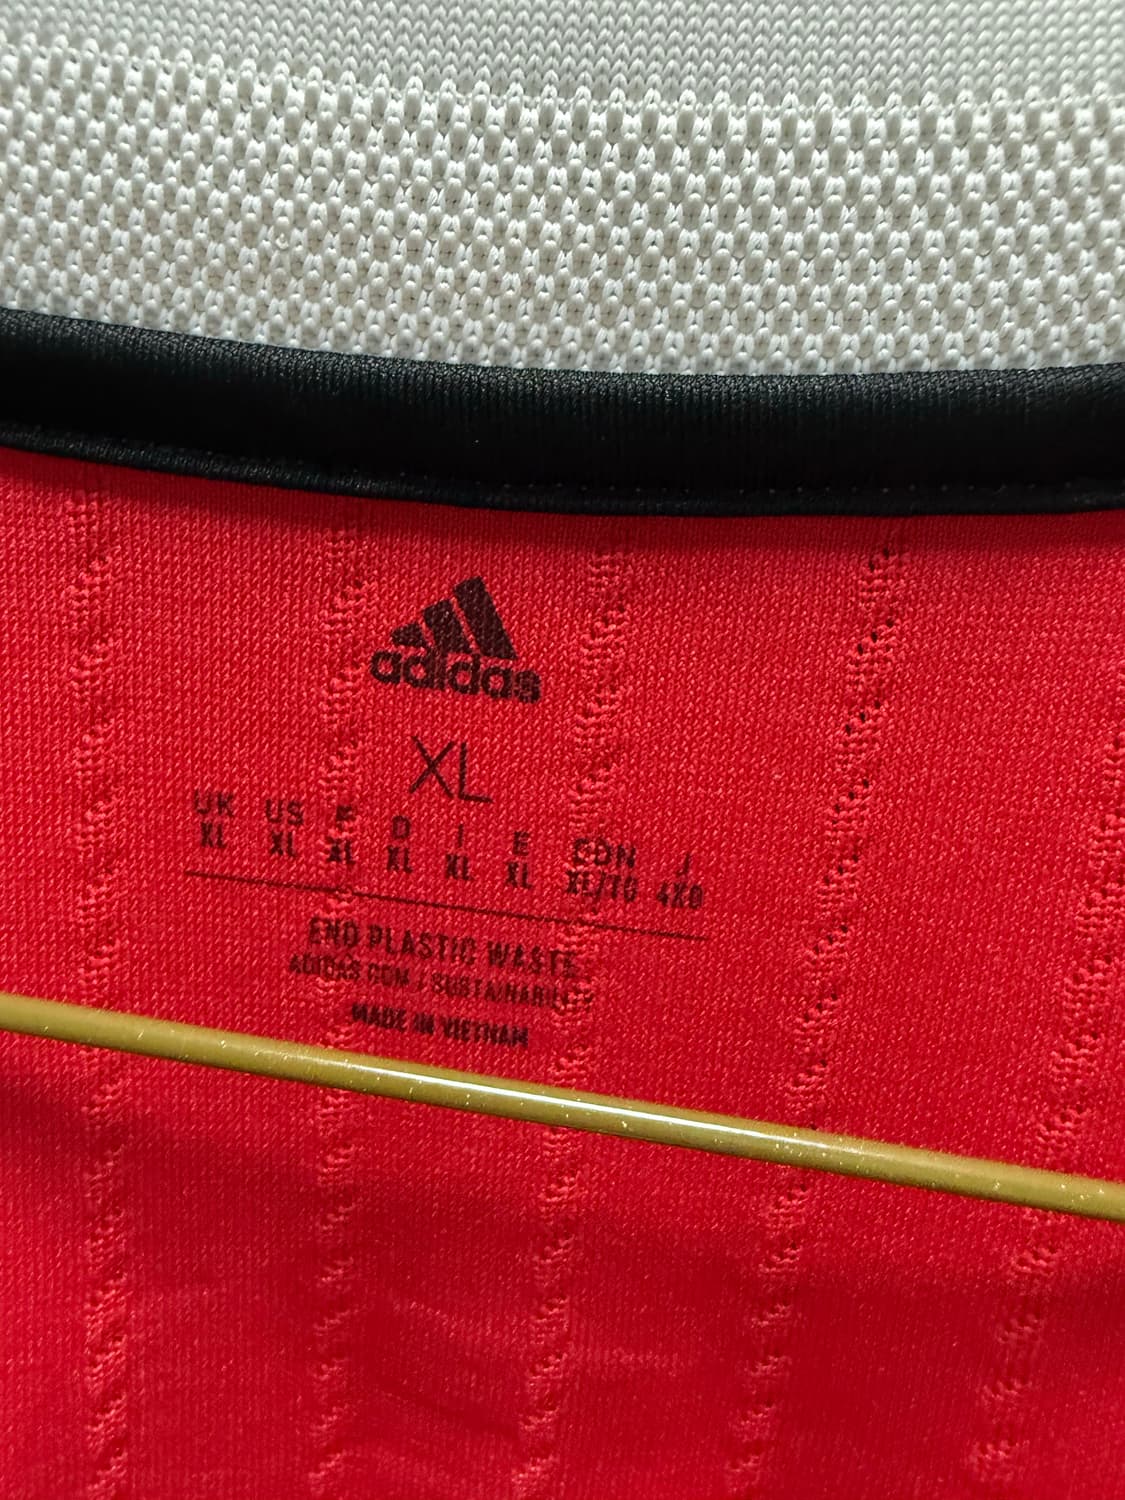 adidas
XL
UK US F D I E CDN J
XL XL XL XL XL XL XL/TG 4XO
END PLASTIC WASTE
ADIDAS.COM / SUSTAINABILITY
MADE IN VIETNAM